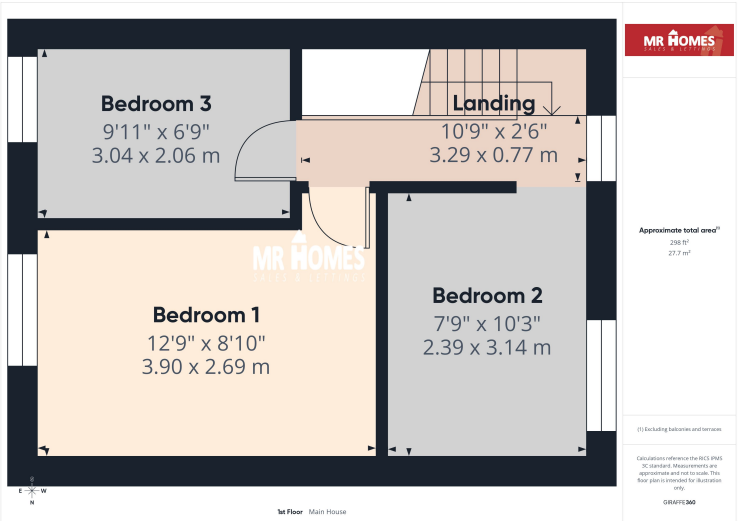 Bedroom 3
9'11" x 6'9"
3.04 x 2.06 m
Landing
10'9" x 2'6"
3.29 x 0.77 m
MR HOMES
SALES & LETTINGS
Bedroom 1
12'9" x 8'10"
3.90 x 2.69 m
Bedroom 2
7'9" x 10'3"
2.39 x 3.14 m
E W
N
1st Floor Main House
MR HOMES
SALES & LETTINGS
Approximate total area(1)
298 ft²
27.7 m²
(1) Excluding balconies and terraces
Calculations reference the RICS IPMS
3C standard. Measurements are
approximate and not to scale. This
floor plan is intended for illustration
only.
GIRAFFE360